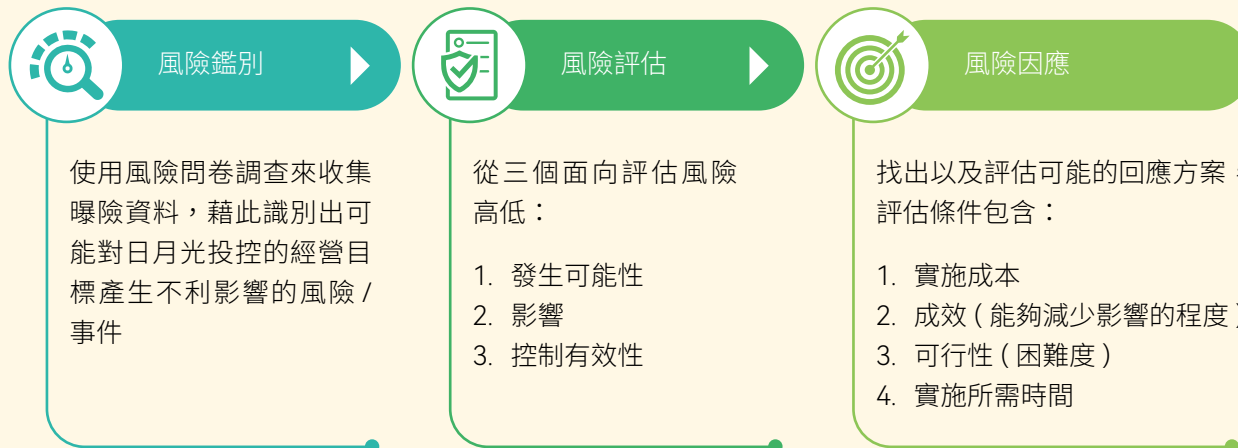 風險鑑別
使用風險問卷調查來收集
曝險資料，藉此識別出可
能對日月光投控的經營目
標產生不利影響的風險 /
事件
風險評估
從三個面向評估風險
高低：
1. 發生可能性
2. 影響
3. 控制有效性
風險因應
找出以及評估可能的回應方案，
評估條件包含：
1. 實施成本
2. 成效 ( 能夠減少影響的程度 )
3. 可行性 ( 困難度 )
4. 實施所需時間